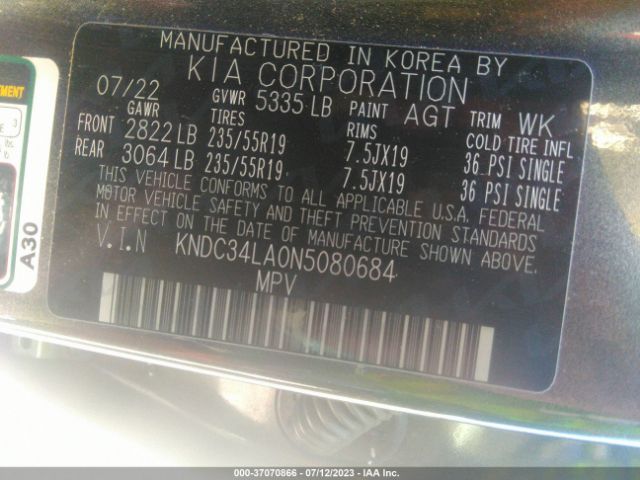 MANUFACTURED IN KOREA BY
KIA CORPORATION
07/22 GVWR 5335 LB PAINT AGT TRIM WK
GAWR TIRES RIMS COLD TIRE INFL
FRONT 2822 LB 235/55R19 7.5JX19 36 PSI SINGLE
REAR 3064 LB 235/55R19 7.5JX19 36 PSI SINGLE
THIS VEHICLE CONFORMS TO ALL APPLICABLE U.S.A. FEDERAL
MOTOR VEHICLE SAFETY AND THEFT PREVENTION STANDARDS
IN EFFECT ON THE DATE OF MANUFACTURE SHOWN ABOVE.
V.I.N KNDC34LA0N5080684
MPV
A30
3
000-37070866 - 07/12/2023 - IAA Inc.